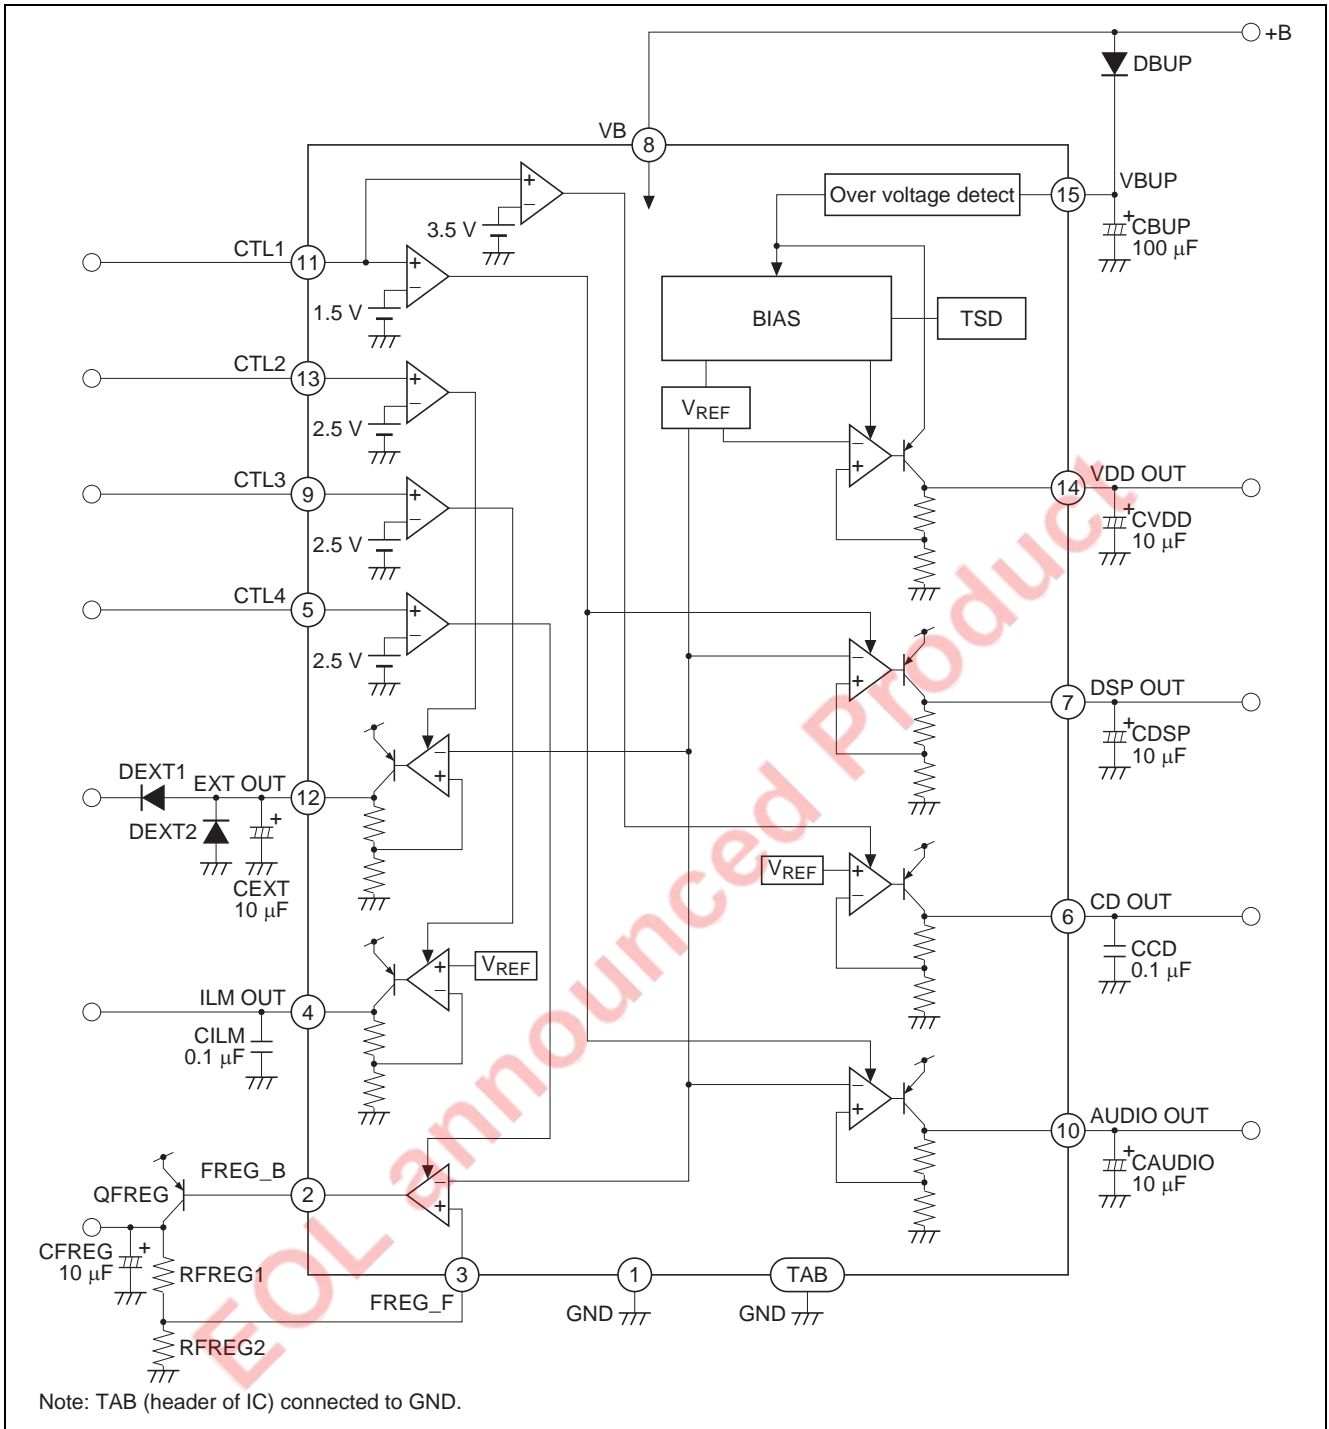 +B
DBUP
VB
8
Over voltage detect
15
VBUP
+
CBUP
100 µF
+
−
3.5 V
CTL1
11
+
−
1.5 V
BIAS
TSD
CTL2
13
+
−
2.5 V
VREF
−
+
CTL3
9
+
−
2.5 V
14
VDD OUT
+
CVDD
10 µF
CTL4
5
+
−
2.5 V
−
+
7
DSP OUT
+
CDSP
10 µF
DEXT1
EXT OUT
12
−
+
DEXT2
+
CEXT
10 µF
VREF
+
−
6
CD OUT
CCD
0.1 µF
ILM OUT
4
+
−
VREF
CILM
0.1 µF
−
+
10
AUDIO OUT
+
CAUDIO
10 µF
FREG_B
QFREG
2
−
+
CFREG
10 µF
+
RFREG1
3
FREG_F
1
GND
TAB
GND
RFREG2
EOL announced Product
Note: TAB (header of IC) connected to GND.